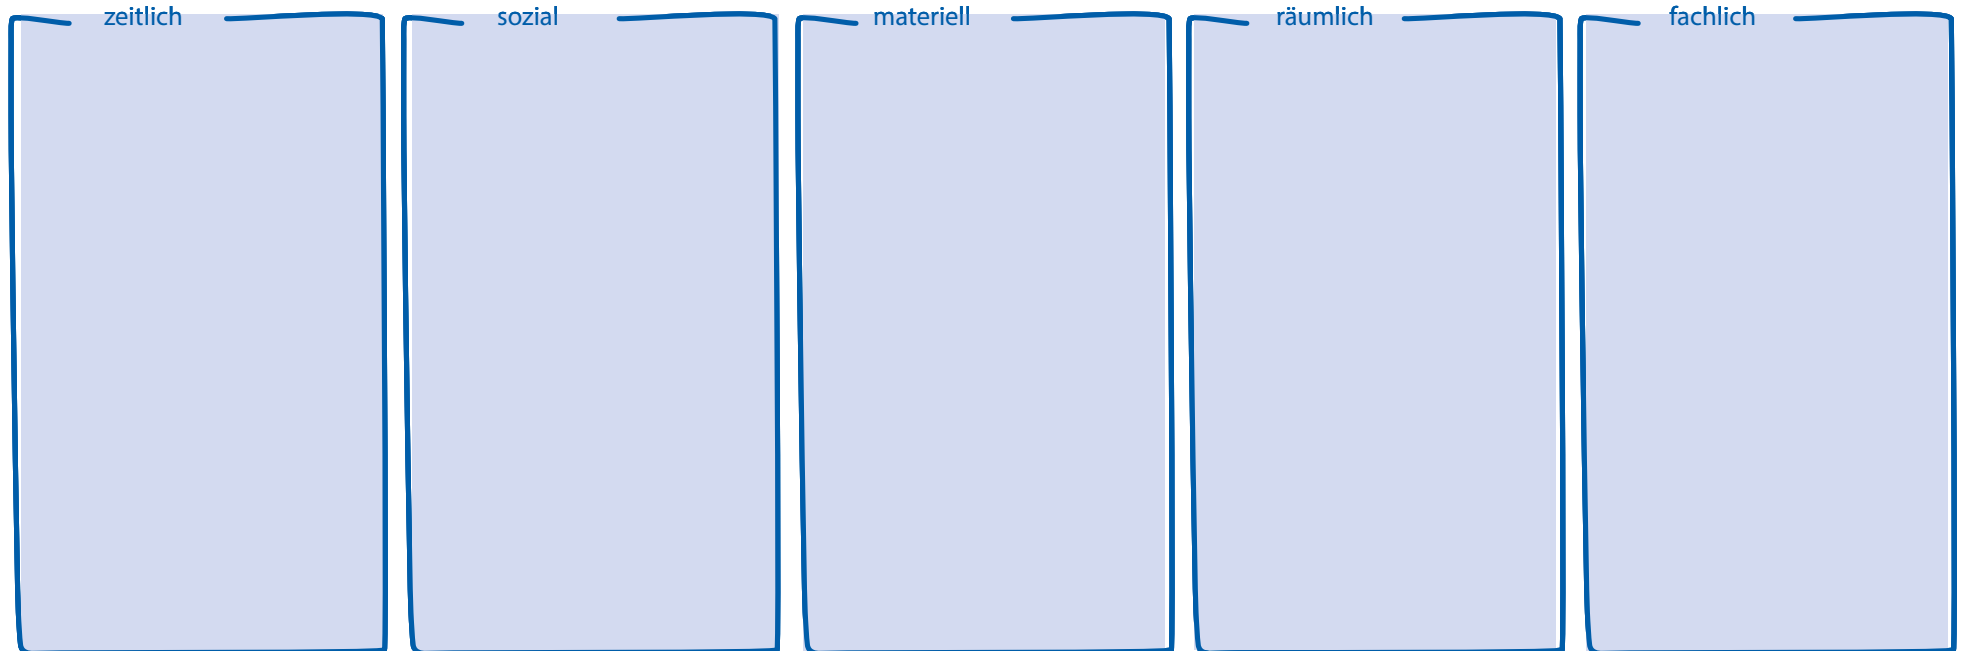 zeitlich
sozial
materiell
räumlich
fachlich